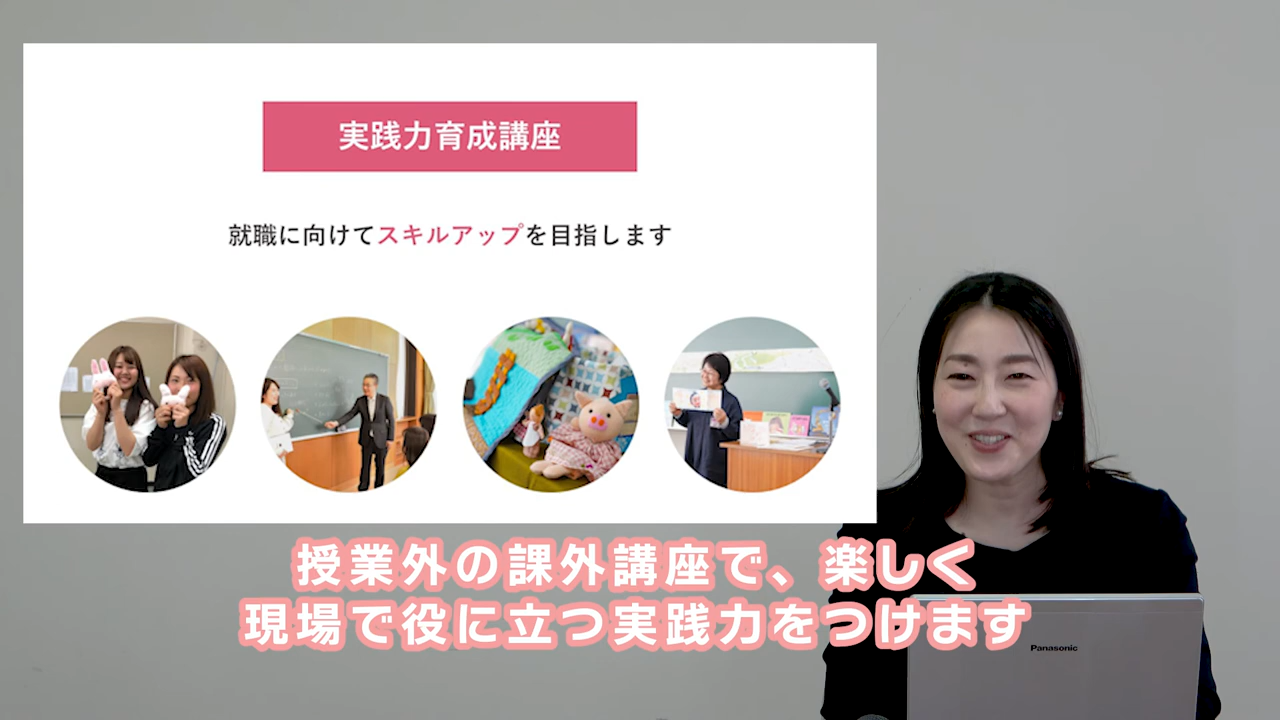 実践力育成講座
就職に向けてスキルアップを目指します
授業外の課外講座で、楽しく
現場で役に立つ実践力をつけます
Panasonic